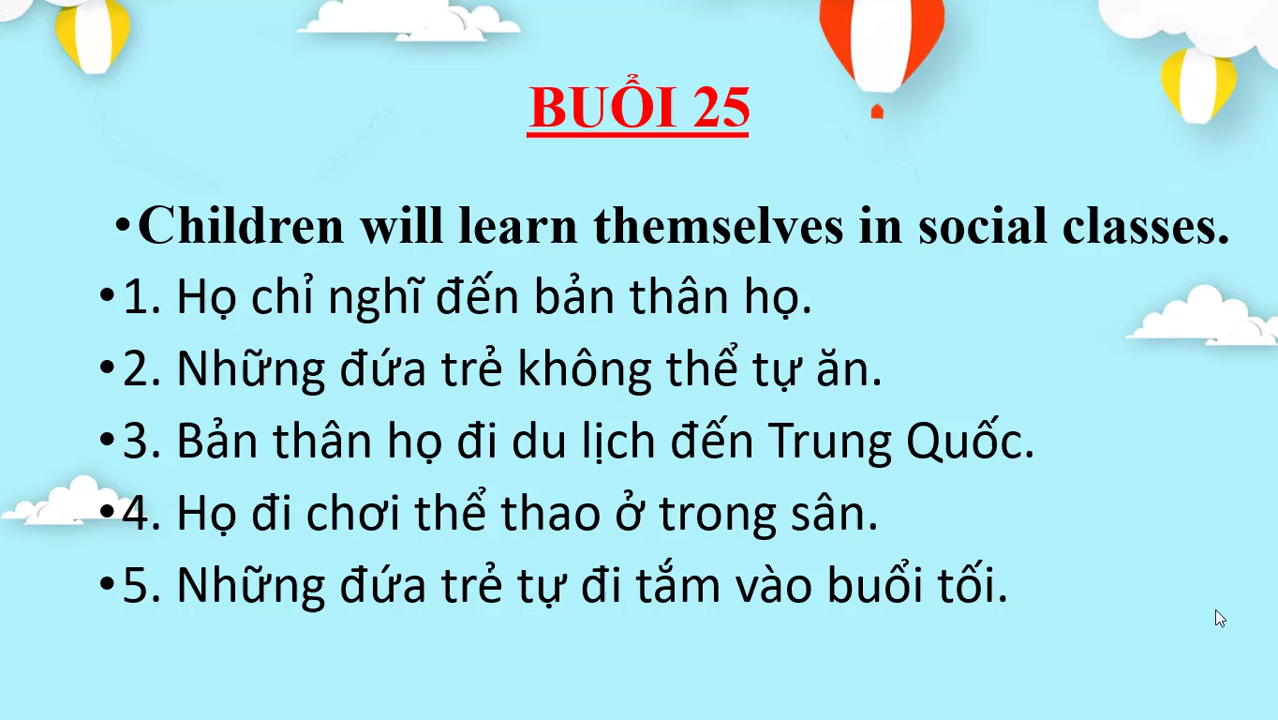 BUỔI 25
•Children will learn themselves in social classes.
•1. Họ chỉ nghĩ đến bản thân họ.
•2. Những đứa trẻ không thể tự ăn.
•3. Bản thân họ đi du lịch đến Trung Quốc.
•4. Họ đi chơi thể thao ở trong sân.
•5. Những đứa trẻ tự đi tắm vào buổi tối.